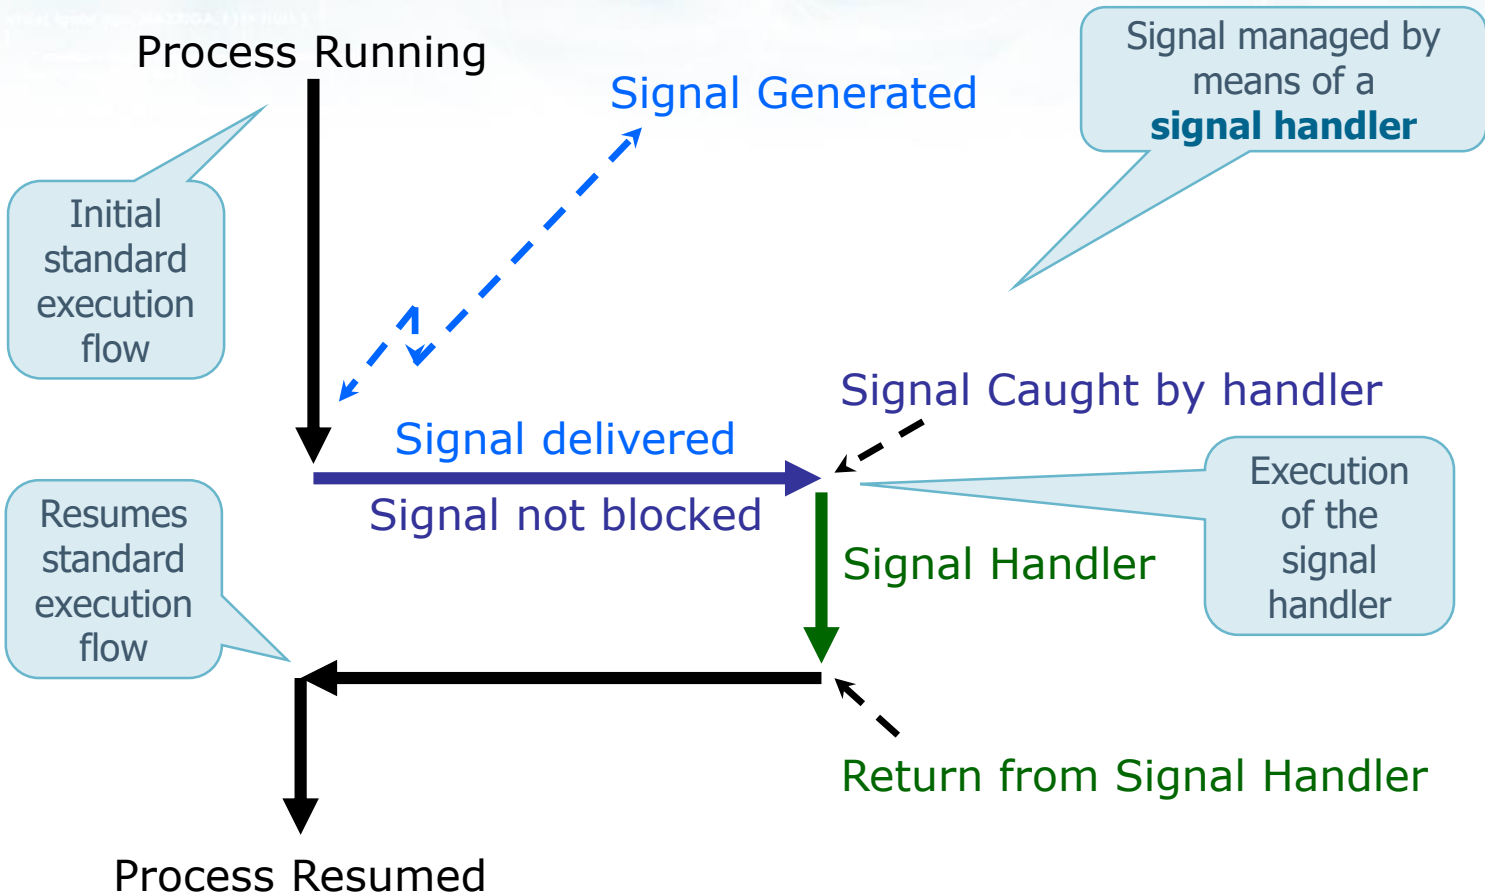 Process Running
Signal Generated
Signal managed by
means of a
signal handler
Initial
standard
execution
flow
Signal Caught by handler
Signal delivered
Signal not blocked
Execution
of the
signal
handler
Resumes
standard
execution
flow
Signal Handler
Return from Signal Handler
Process Resumed